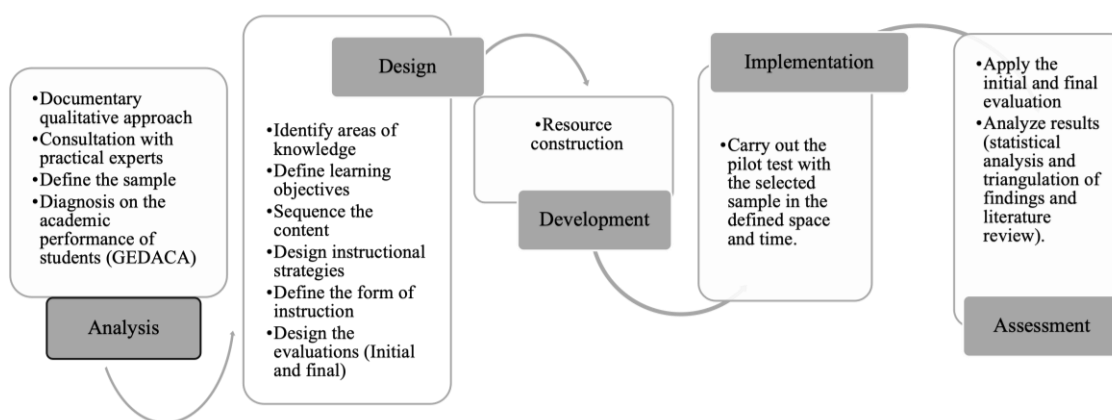 •Documentary
qualitative approach
•Consultation with
practical experts
•Define the sample
•Diagnosis on the
academic
performance of
students (GEDACA)
Analysis
Design
•Identify areas of
knowledge
•Define learning
objectives
•Sequence the
content
•Design instructional
strategies
•Define the form of
instruction
•Design the
evaluations (Initial
and final)
•Resource
construction
Development
Implementation
•Carry out the
pilot test with
the selected
sample in the
defined space
and time.
•Apply the
initial and final
evaluation
•Analyze results
(statistical
analysis and
triangulation of
findings and
literature
review).
Assessment